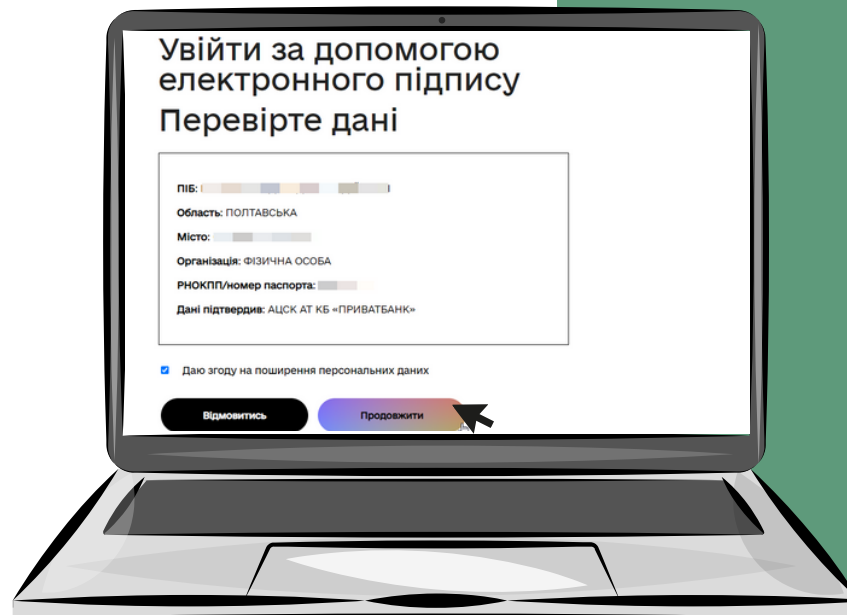 Увійти за допомогою
електронного підпису
Перевірте дані
ПІБ:
Область: ПОЛТАВСЬКА
Місто:
Організація: ФІЗИЧНА ОСОБА
РНОКПП/номер паспорта:
Дані підтвердив: АЦСК АТ КБ «ПРИВАТБАНК»
Даю згоду на поширення персональних даних
Відмовитись
Продовжити